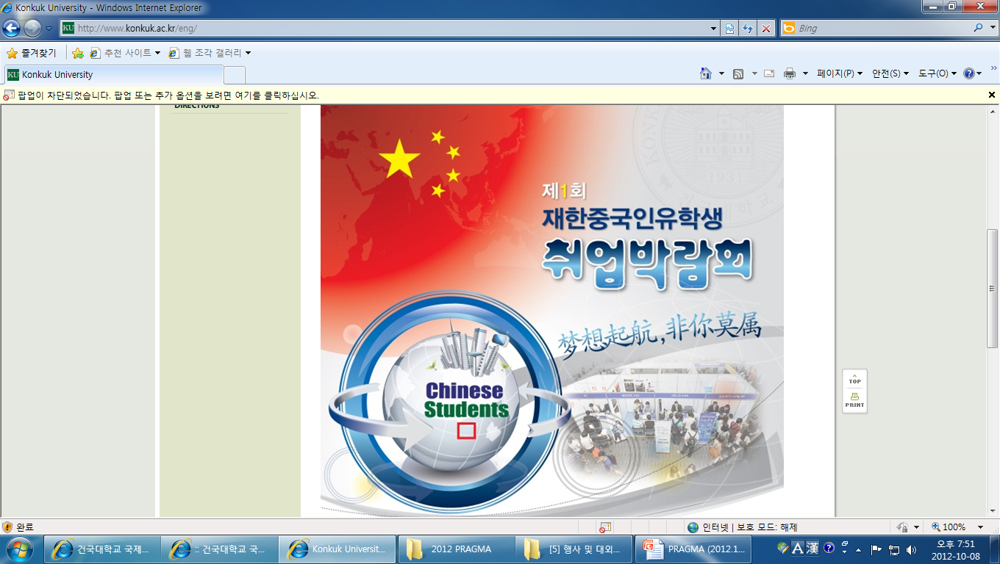 Konkuk University - Windows Internet Explorer
KU http://www.konkuk.ac.kr/eng/
Bing
즐겨찾기 추천 사이트 웹 조각 갤러리
KU Konkuk University
페이지(P) 안전(S) 도구(O)
팝업이 차단되었습니다. 팝업 또는 추가 옵션을 보려면 여기를 클릭하십시오.
DIRECTIONS
1931
제1회
재한중국인유학생
취업박람회
梦想起航,非你莫属
Chinese
Students
TOP
PRINT
완료
인터넷 | 보호 모드: 해제
100%
건국대학교 국제...
:: 건국대학교 국...
Konkuk Universit...
2012 PRAGMA
[5] 행사 및 대외...
PRAGMA (2012.1...
A 漢
오후 7:51
2012-10-08